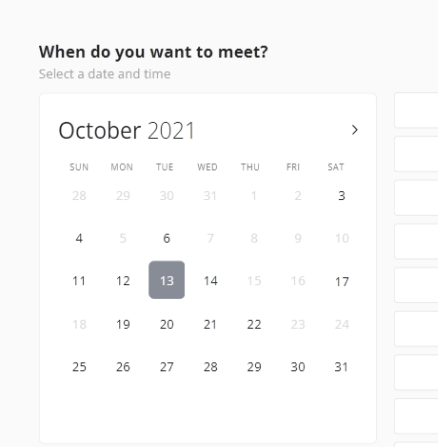 When do you want to meet?
Select a date and time
October 2021
SUN MON TUE WED THU FRI SAT
28 29 30 31 1 2 3
4 5 6 7 8 9 10
11 12 13 14 15 16 17
18 19 20 21 22 23 24
25 26 27 28 29 30 31